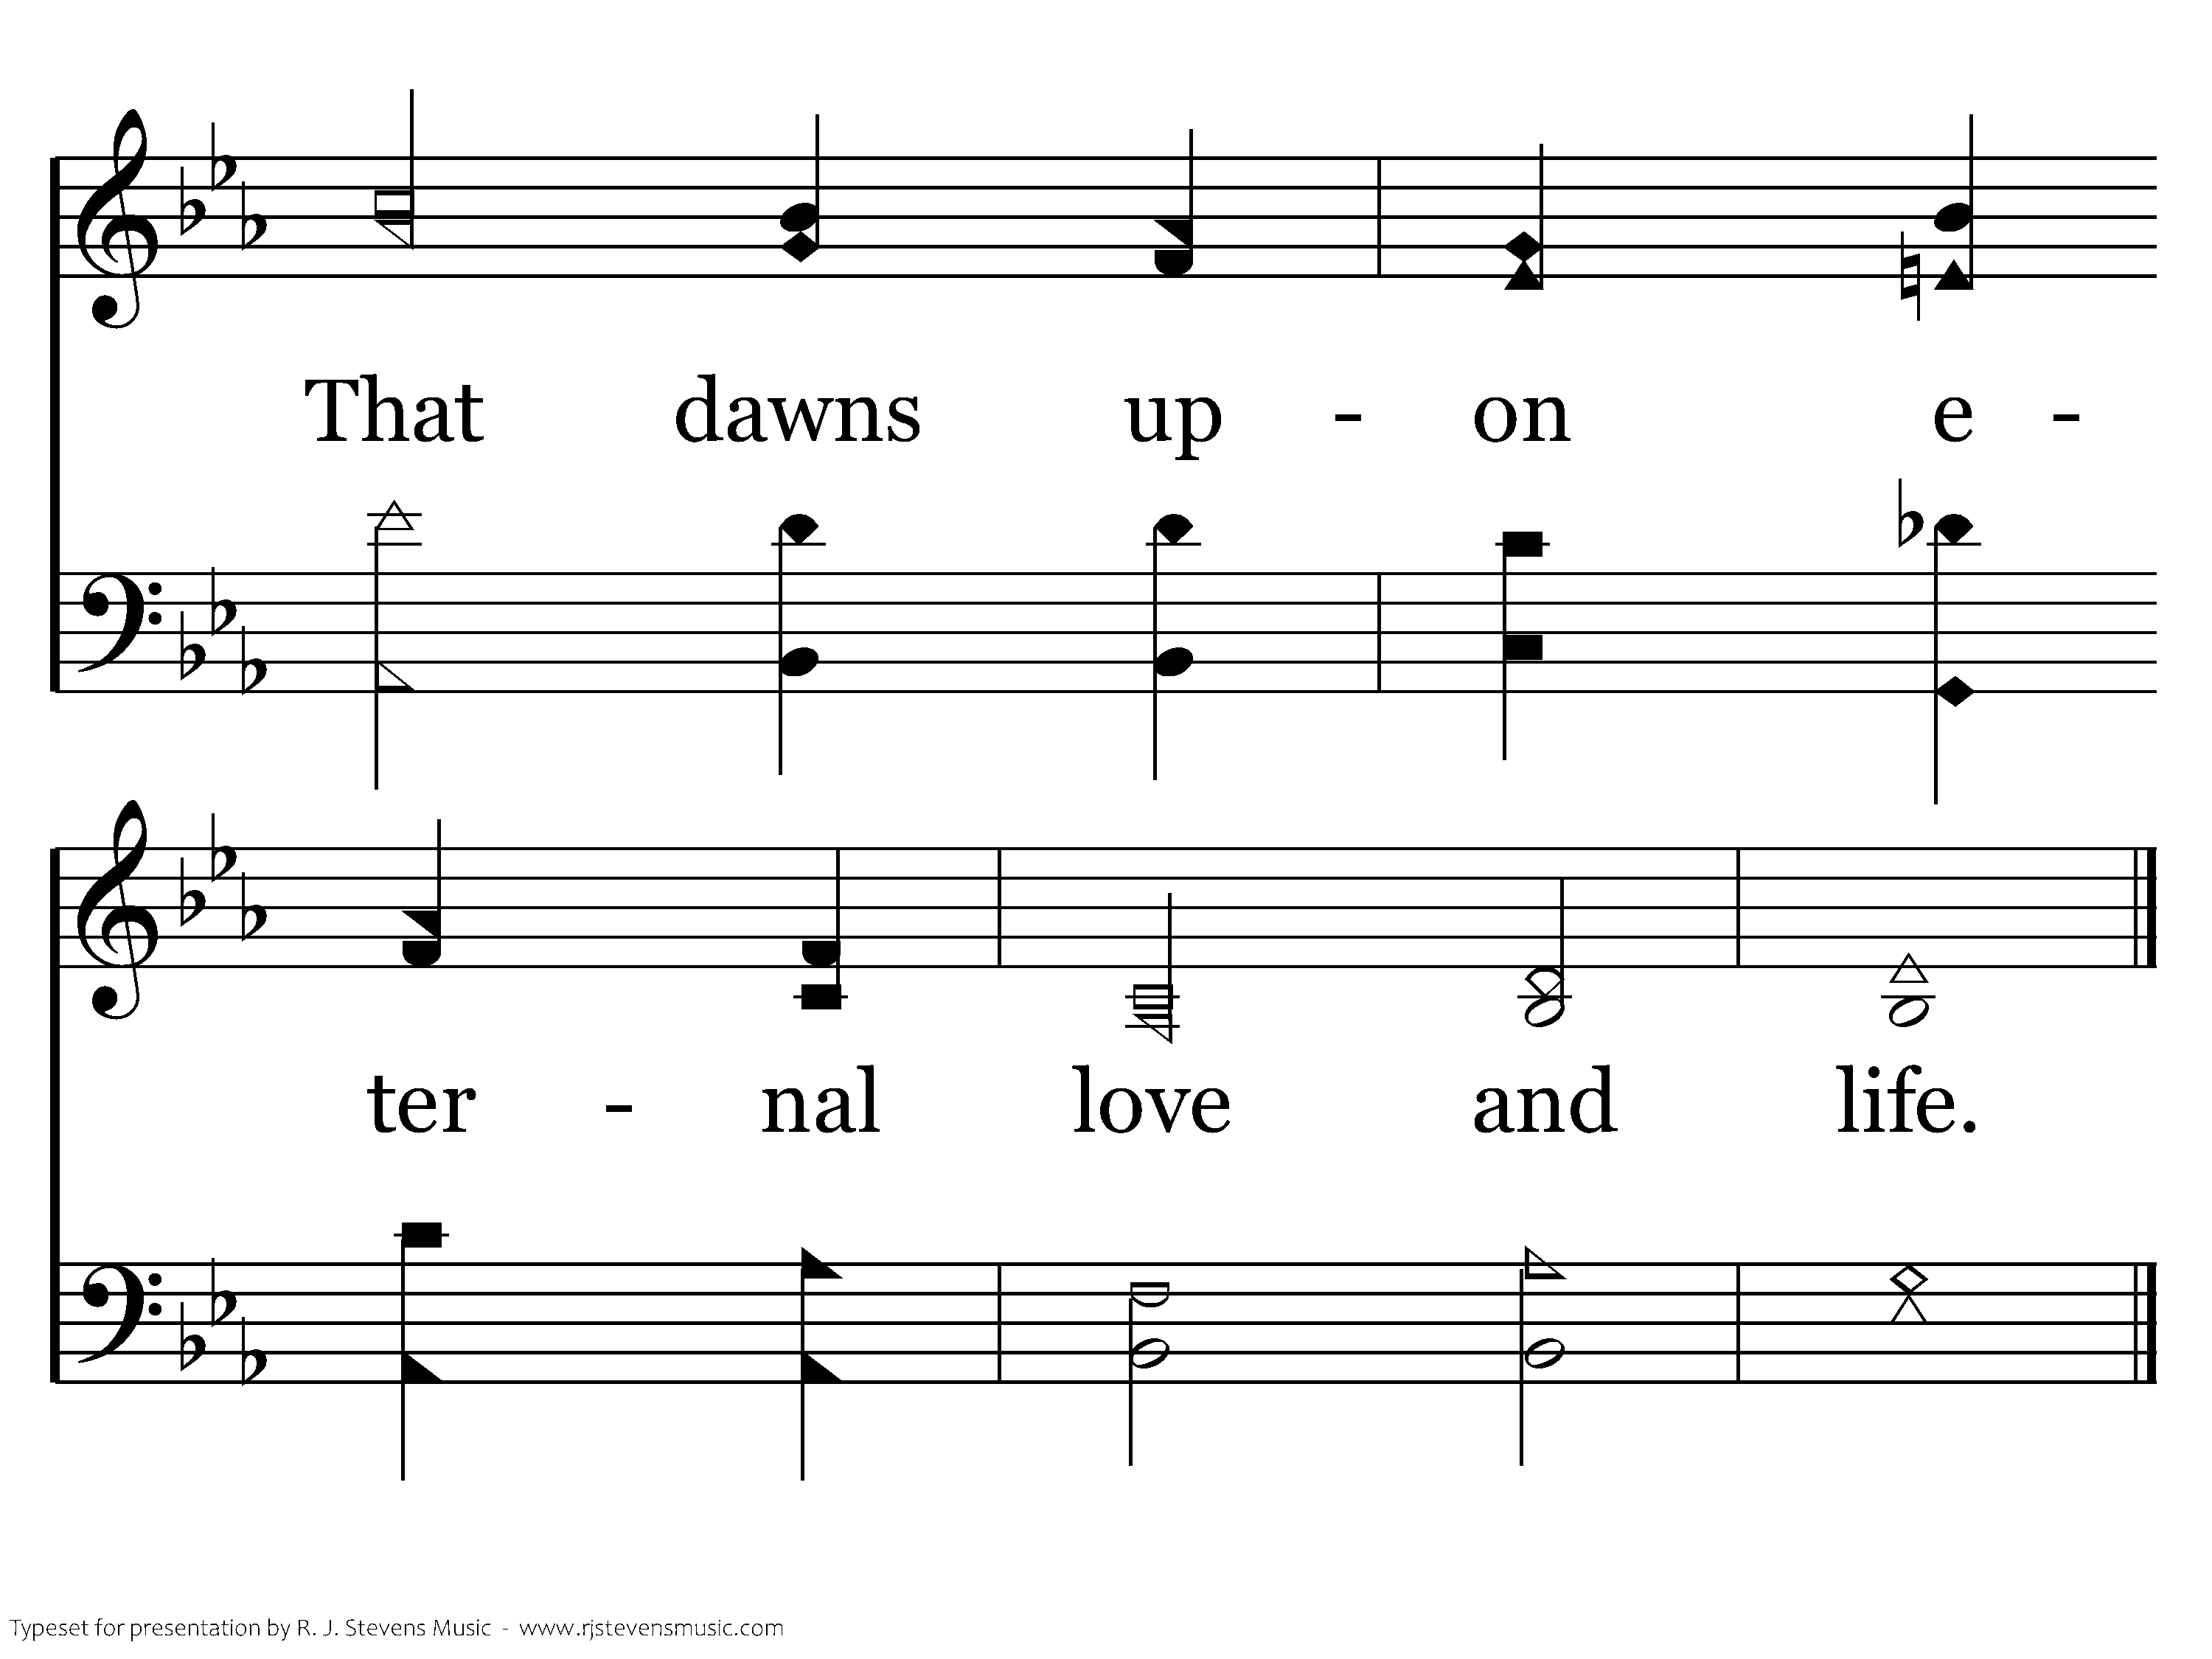 That dawns up - on e -
ter - nal love and life.
Typeset for presentation by R. J. Stevens Music - www.rjstevensmusic.com